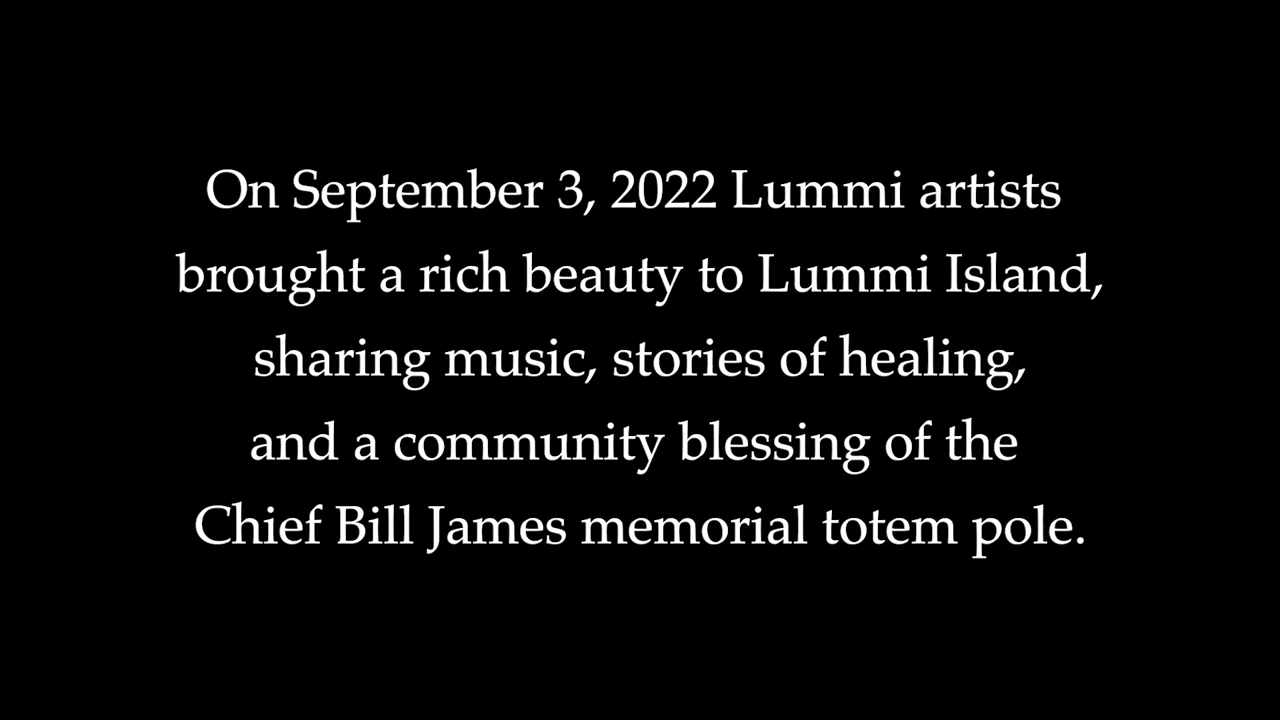 On September 3, 2022 Lummi artists
brought a rich beauty to Lummi Island,
sharing music, stories of healing,
and a community blessing of the
Chief Bill James memorial totem pole.